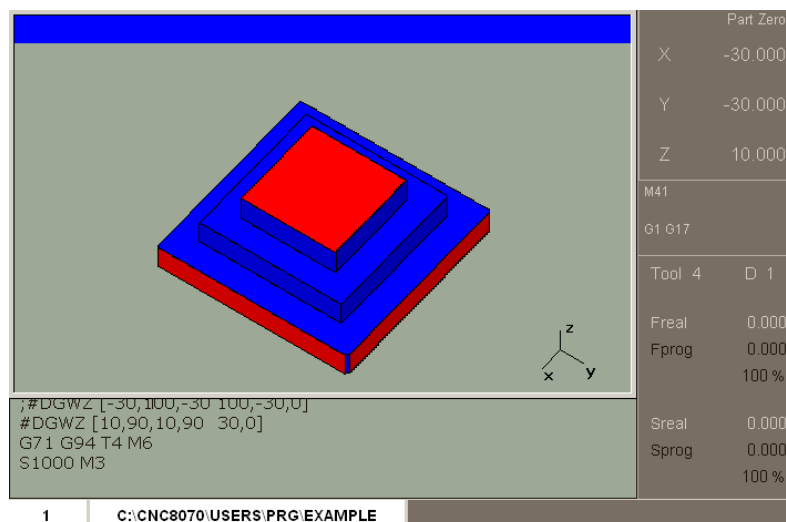 Part Zero
X -30.000
Y -30.000
Z 10.000
M41
G1 G17
Tool 4 D 1
Freal 0.000
Fprog 0.000
100 %
Sreal 0.000
Sprog 0.000
100 %
z
x
y
;#DGWZ [-30,100,-30 100,-30,0]
#DGWZ [10,90,10,90 30,0]
G71 G94 T4 M6
S1000 M3
1 C:\CNC8070\USERS\PRG\EXAMPLE